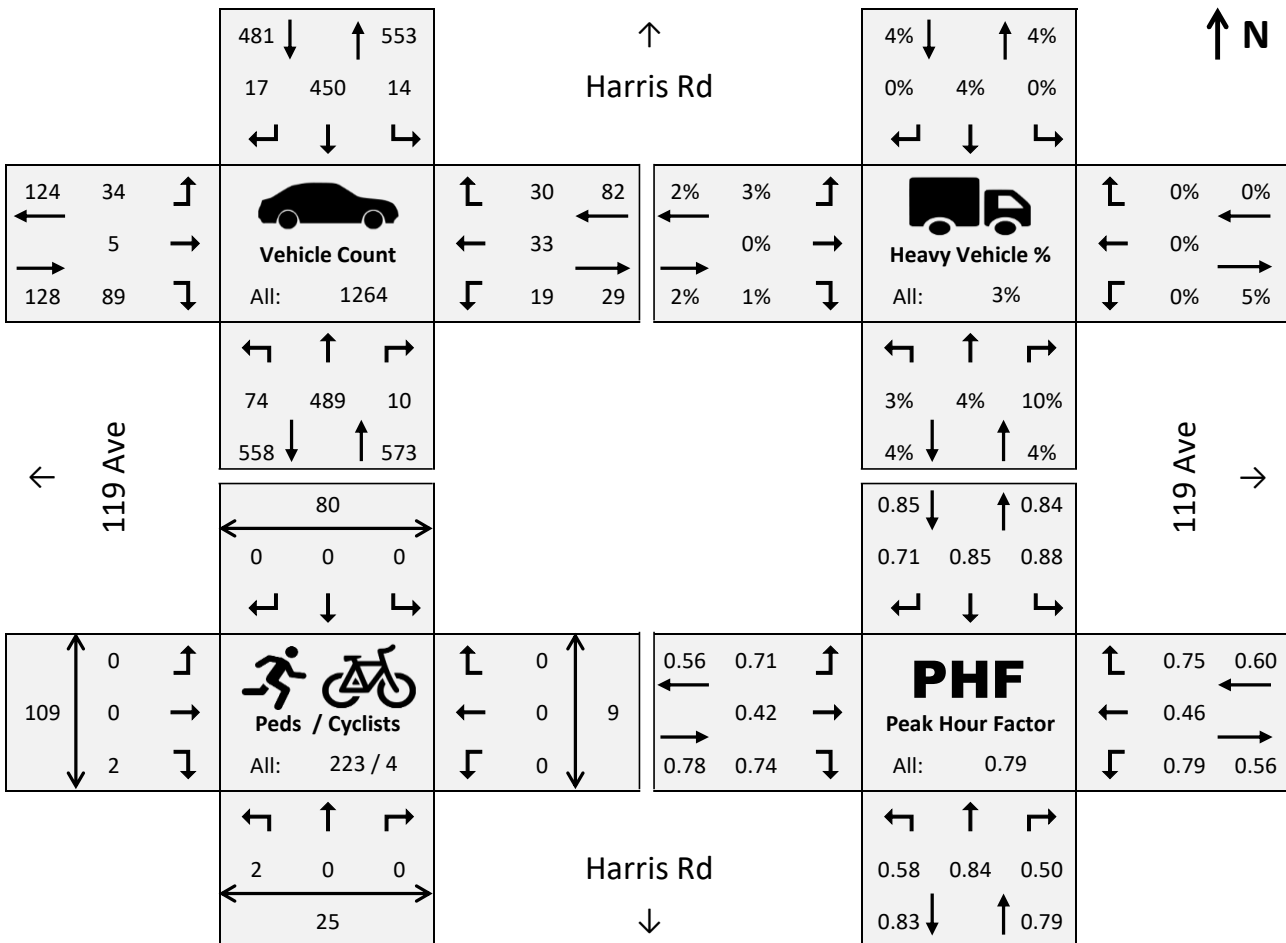 Harris Rd
N
481 553
17 450 14
124 34
5
128 89
Vehicle Count
All: 1264
30 82
33
19 29
74 489 10
558 573
4% 4%
0% 4% 0%
2% 3%
0%
2% 1%
Heavy Vehicle %
All: 3%
0% 0%
0%
0% 5%
3% 4% 10%
4% 4%
119 Ave
119 Ave
80
0 0 0
0
109 0
2
Peds / Cyclists
All: 223 / 4
0
0 9
0
2 0 0
25
0.85 0.84
0.71 0.85 0.88
0.56 0.71
0.42
0.78 0.74
PHF
Peak Hour Factor
All: 0.79
0.75 0.60
0.46
0.79 0.56
0.58 0.84 0.50
0.83 0.79
Harris Rd